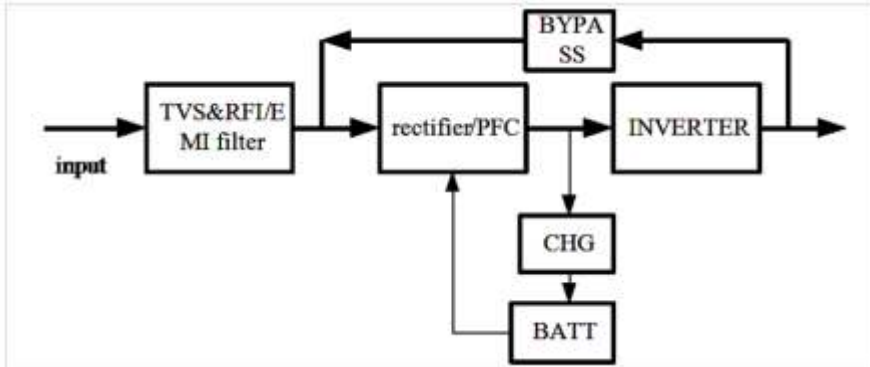 BYPA
SS
TVS&RFI/E
MI filter
rectifier/PFC
INVERTER
input
CHG
BATT